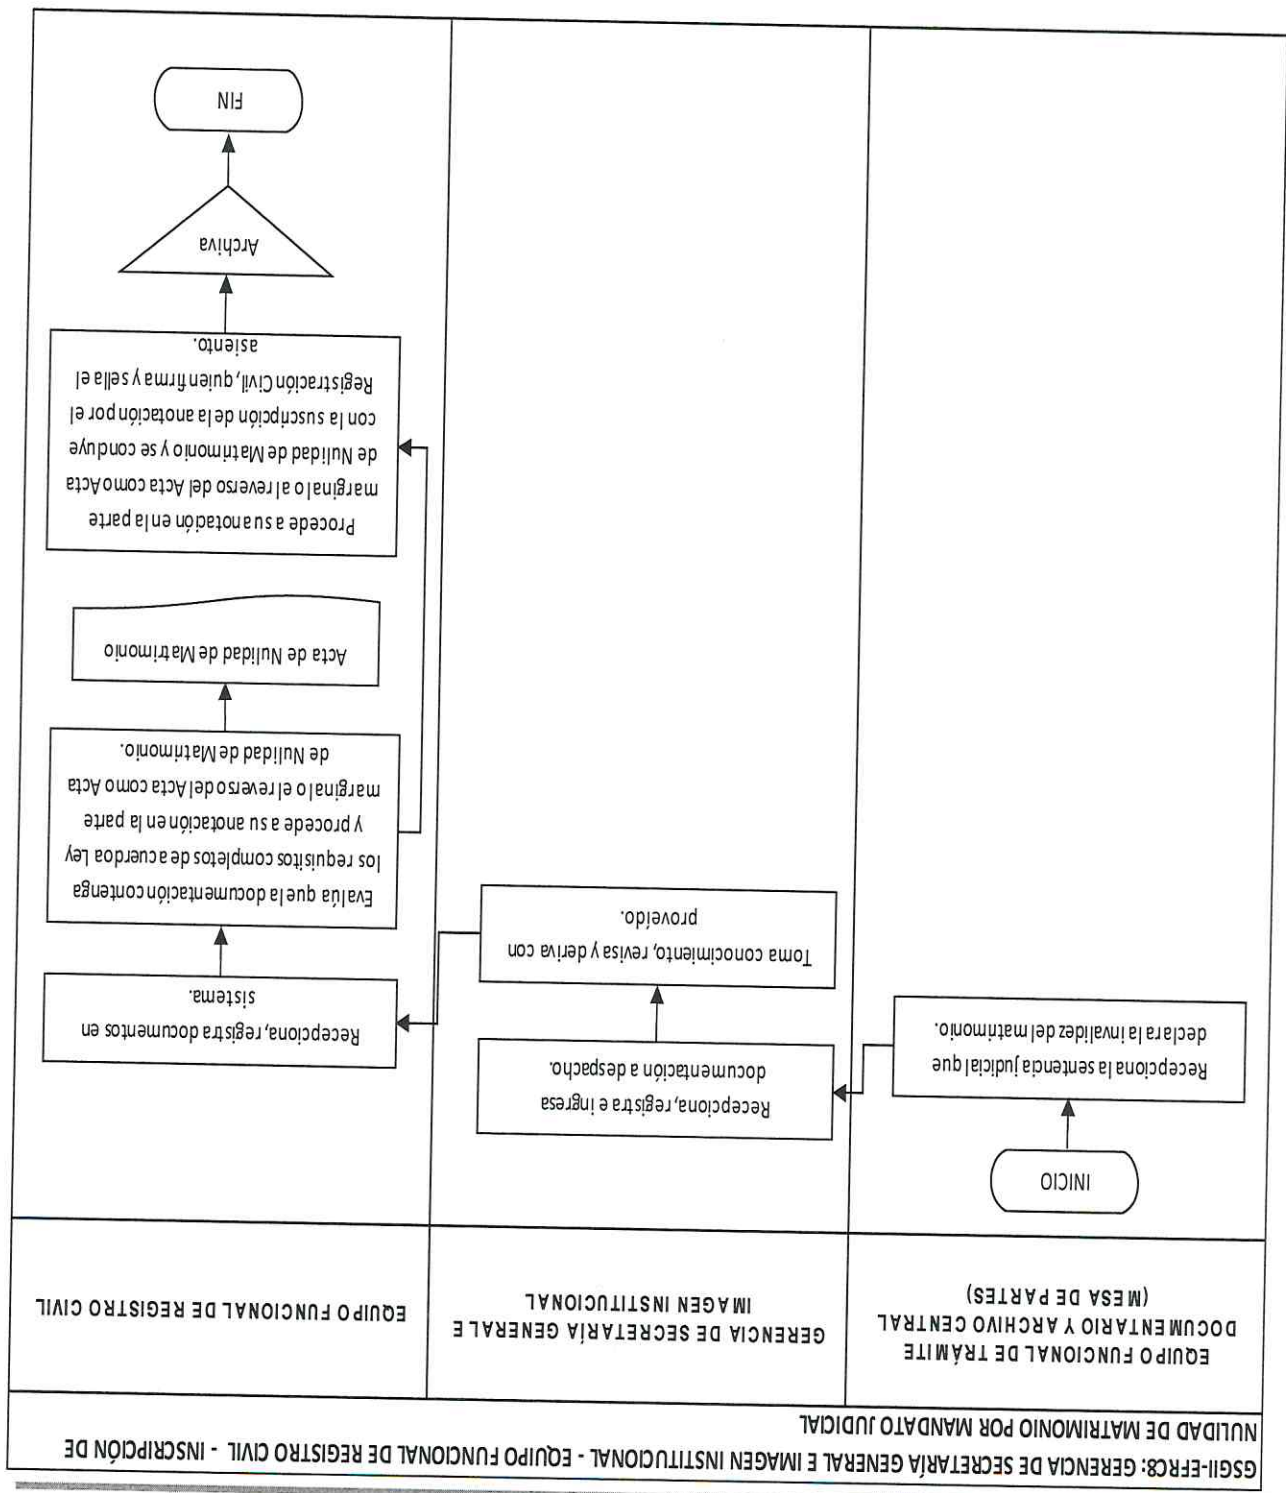 GSGII-EFRC8: GERENCIA DE SECRETARÍA GENERAL E IMAGEN INSTITUCIONAL - EQUIPO FUNCIONAL DE REGISTRO CIVIL - INSCRIPCIÓN DE
NULIDAD DE MATRIMONIO POR MANDATO JUDICIAL
EQUIPO FUNCIONAL DE TRÁMITE
DOCUMENTARIO Y ARCHIVO CENTRAL
(MESA DE PARTES)
GERENCIA DE SECRETARÍA GENERAL E
IMAGEN INSTITUCIONAL
EQUIPO FUNCIONAL DE REGISTRO CIVIL
INICIO
Recepciona la sentencia judicial que
declara la invalidez del matrimonio.
Recepciona, registra e ingresa
documentación a despacho.
Toma conocimiento, revisa y deriva con
proveído.
Recepciona, registra documentos en
sistema.
Evalúa que la documentación contenga
los requisitos completos de acuerdo a Ley
y procede a su anotación en la parte
marginal o el reverso del Acta como Acta
de Nulidad de Matrimonio.
Acta de Nulidad de Matrimonio
Procede a su anotación en la parte
marginal o al reverso del Acta como Acta
de Nulidad de Matrimonio y se concluye
con la suscripción de la anotación por el
Registración Civil, quien firma y sella el
asiento.
Archiva
FIN